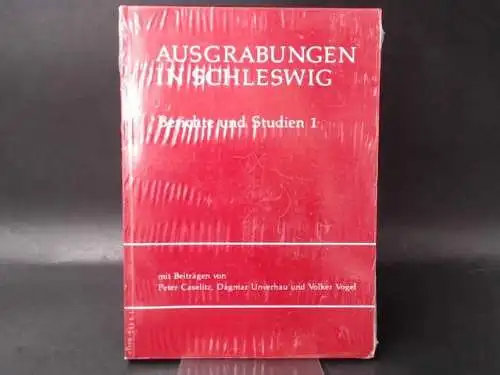 AUSGRABUNGEN
IN SCHLESWIG
Berichte und Studien 1
mit Beiträgen von
Peter Caselitz, Dagmar Unverhau und Volker Vogel